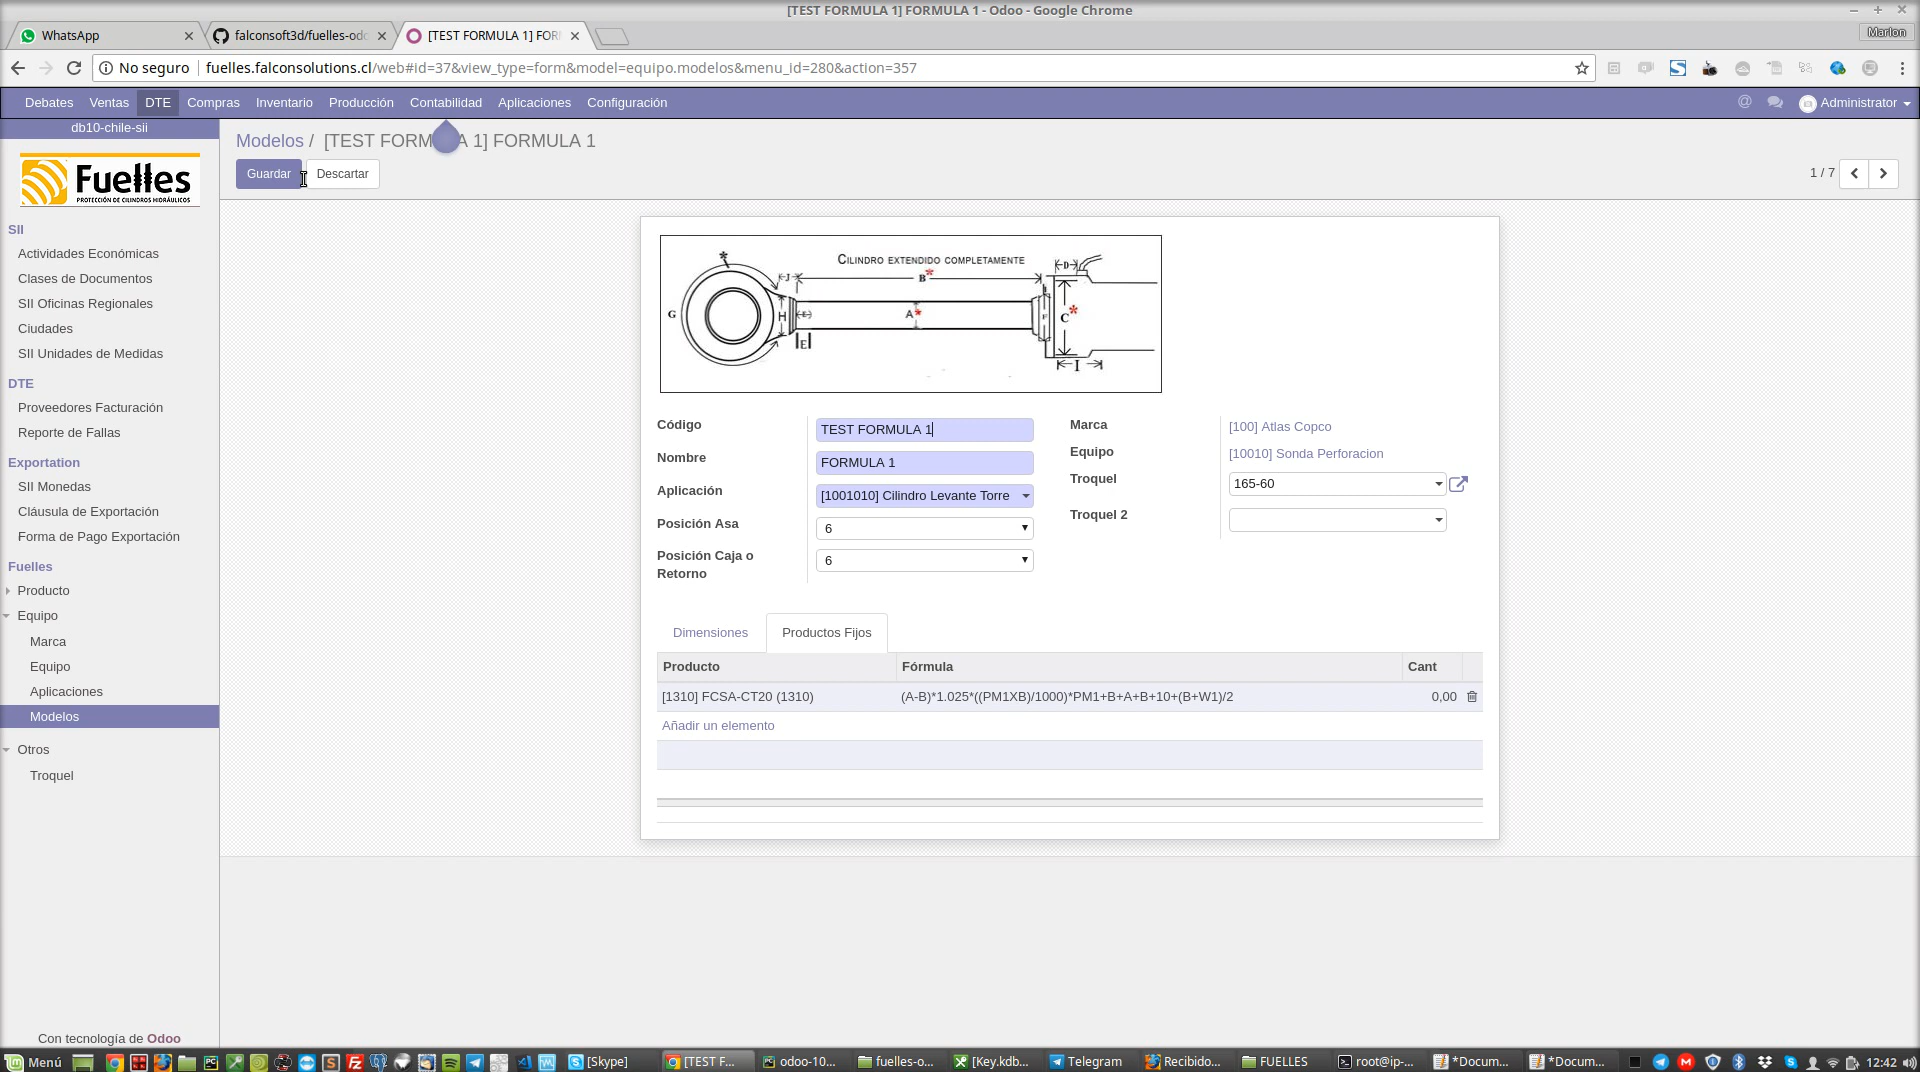 [TEST FORMULA 1] FORMULA 1 - Odoo - Google Chrome
WhatsApp
falconsoft3d/fuelles-od
[TEST FORMULA 1] FOR
Marlon
No seguro
fuelles.falconsolutions.cl/web#id=37&view_type=form&model=equipo.modelos&menu_id=280&action=357
Debates Ventas DTE Compras Inventario Producción Contabilidad Aplicaciones Configuración
@ Administrator
db10-chile-sii
Fuelles
PROTECCIÓN DE CILINDROS HIDRÁULICOS
SII
Actividades Económicas
Clases de Documentos
SII Oficinas Regionales
Ciudades
SII Unidades de Medidas
DTE
Proveedores Facturación
Reporte de Fallas
Exportation
SII Monedas
Cláusula de Exportación
Forma de Pago Exportación
Fuelles
Producto
Equipo
Marca
Equipo
Aplicaciones
Modelos
Otros
Troquel
Con tecnología de Odoo
Modelos / [TEST FORM A 1] FORMULA 1
Guardar Descartar
1 / 7
CILINDRO EXTENDIDO COMPLETAMENTE
* J B* D
G H E A* F C*
E I
Código TEST FORMULA 1
Nombre FORMULA 1
Aplicación [1001010] Cilindro Levante Torre
Posición Asa 6
Posición Caja o
Retorno
6
Marca [100] Atlas Copco
Equipo [10010] Sonda Perforacion
Troquel 165-60
Troquel 2
Dimensiones Productos Fijos
Producto Fórmula Cant
[1310] FCSA-CT20 (1310) (A-B)*1.025*((PM1XB)/1000)*PM1+B+A+B+10+(B+W1)/2 0,00
Añadir un elemento
Menú [Skype] [TEST F... odoo-10... fuelles-o... [Key.kdb... Telegram Recibido... FUELLES root@ip-... *Docum... *Docum... 12:42